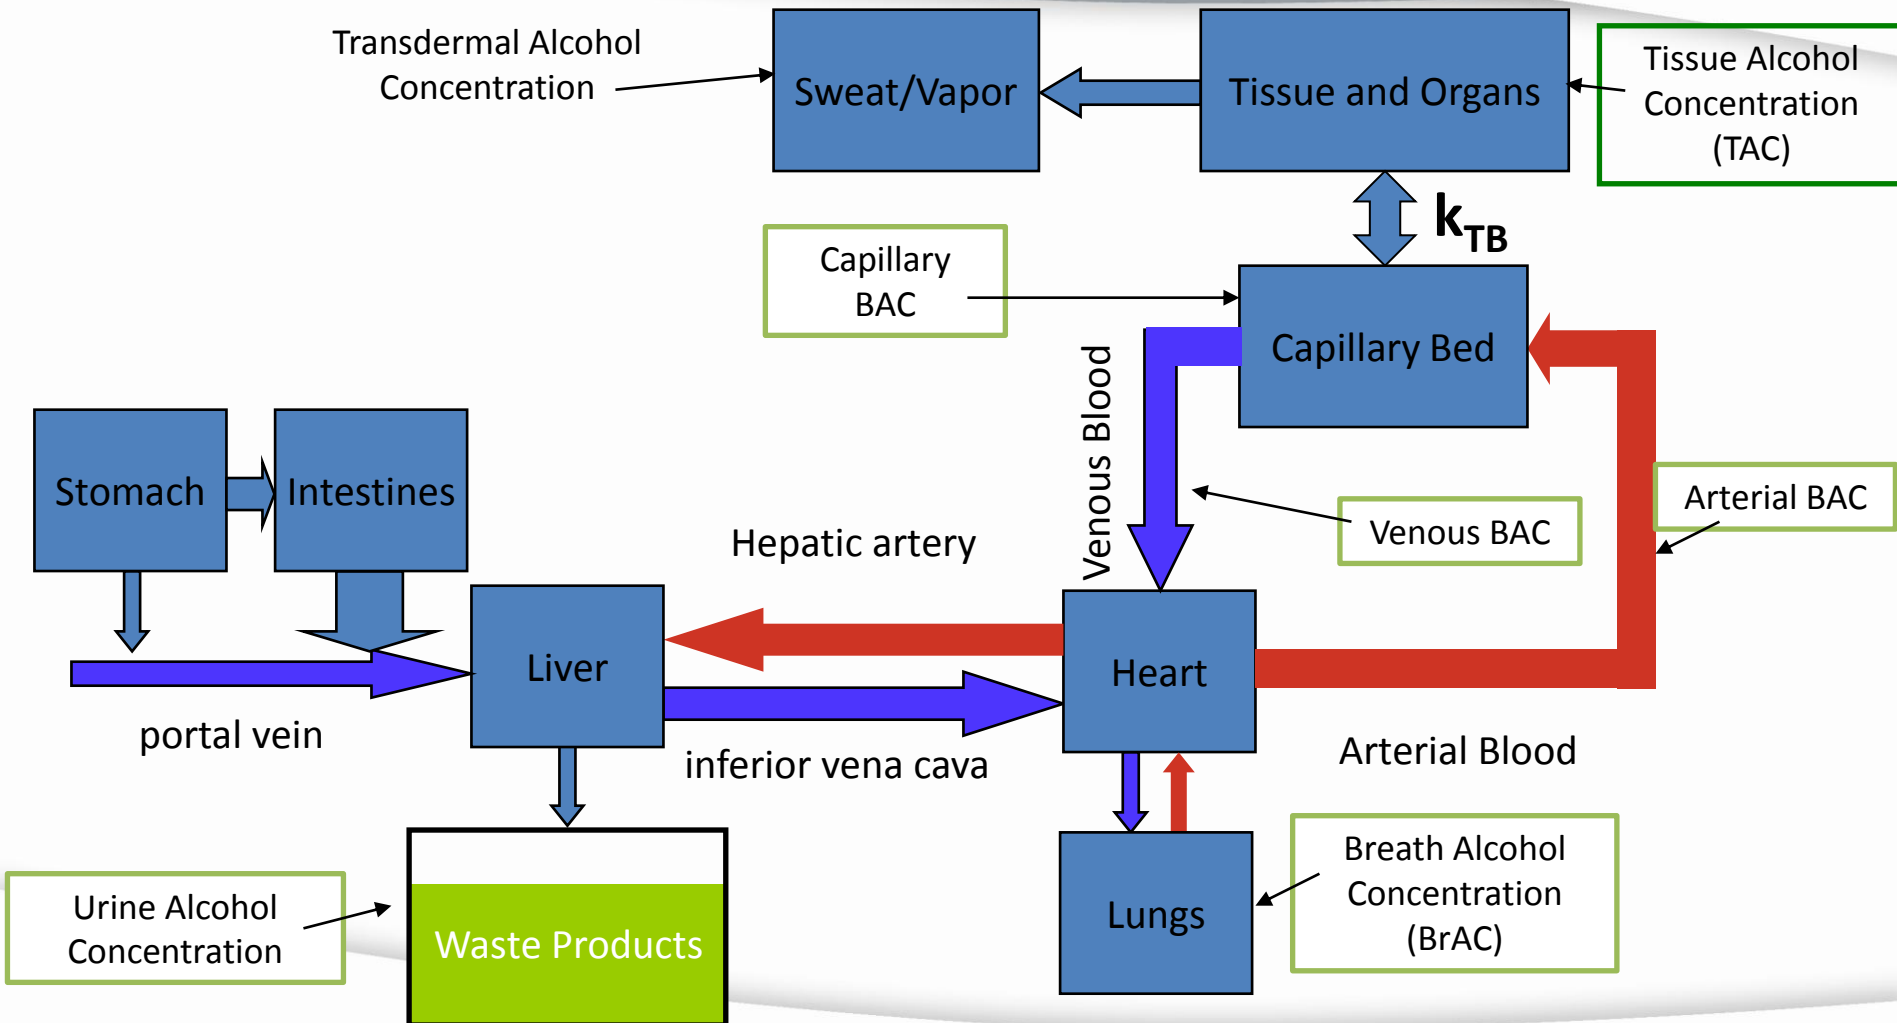 Transdermal Alcohol
Concentration
Sweat/Vapor
Tissue and Organs
Tissue Alcohol
Concentration
(TAC)
kTB
Capillary
BAC
Capillary Bed
Venous Blood
Stomach
Intestines
Arterial BAC
Venous BAC
Hepatic artery
Liver
Heart
portal vein
inferior vena cava
Arterial Blood
Breath Alcohol
Concentration
(BrAC)
Lungs
Urine Alcohol
Concentration
Waste Products